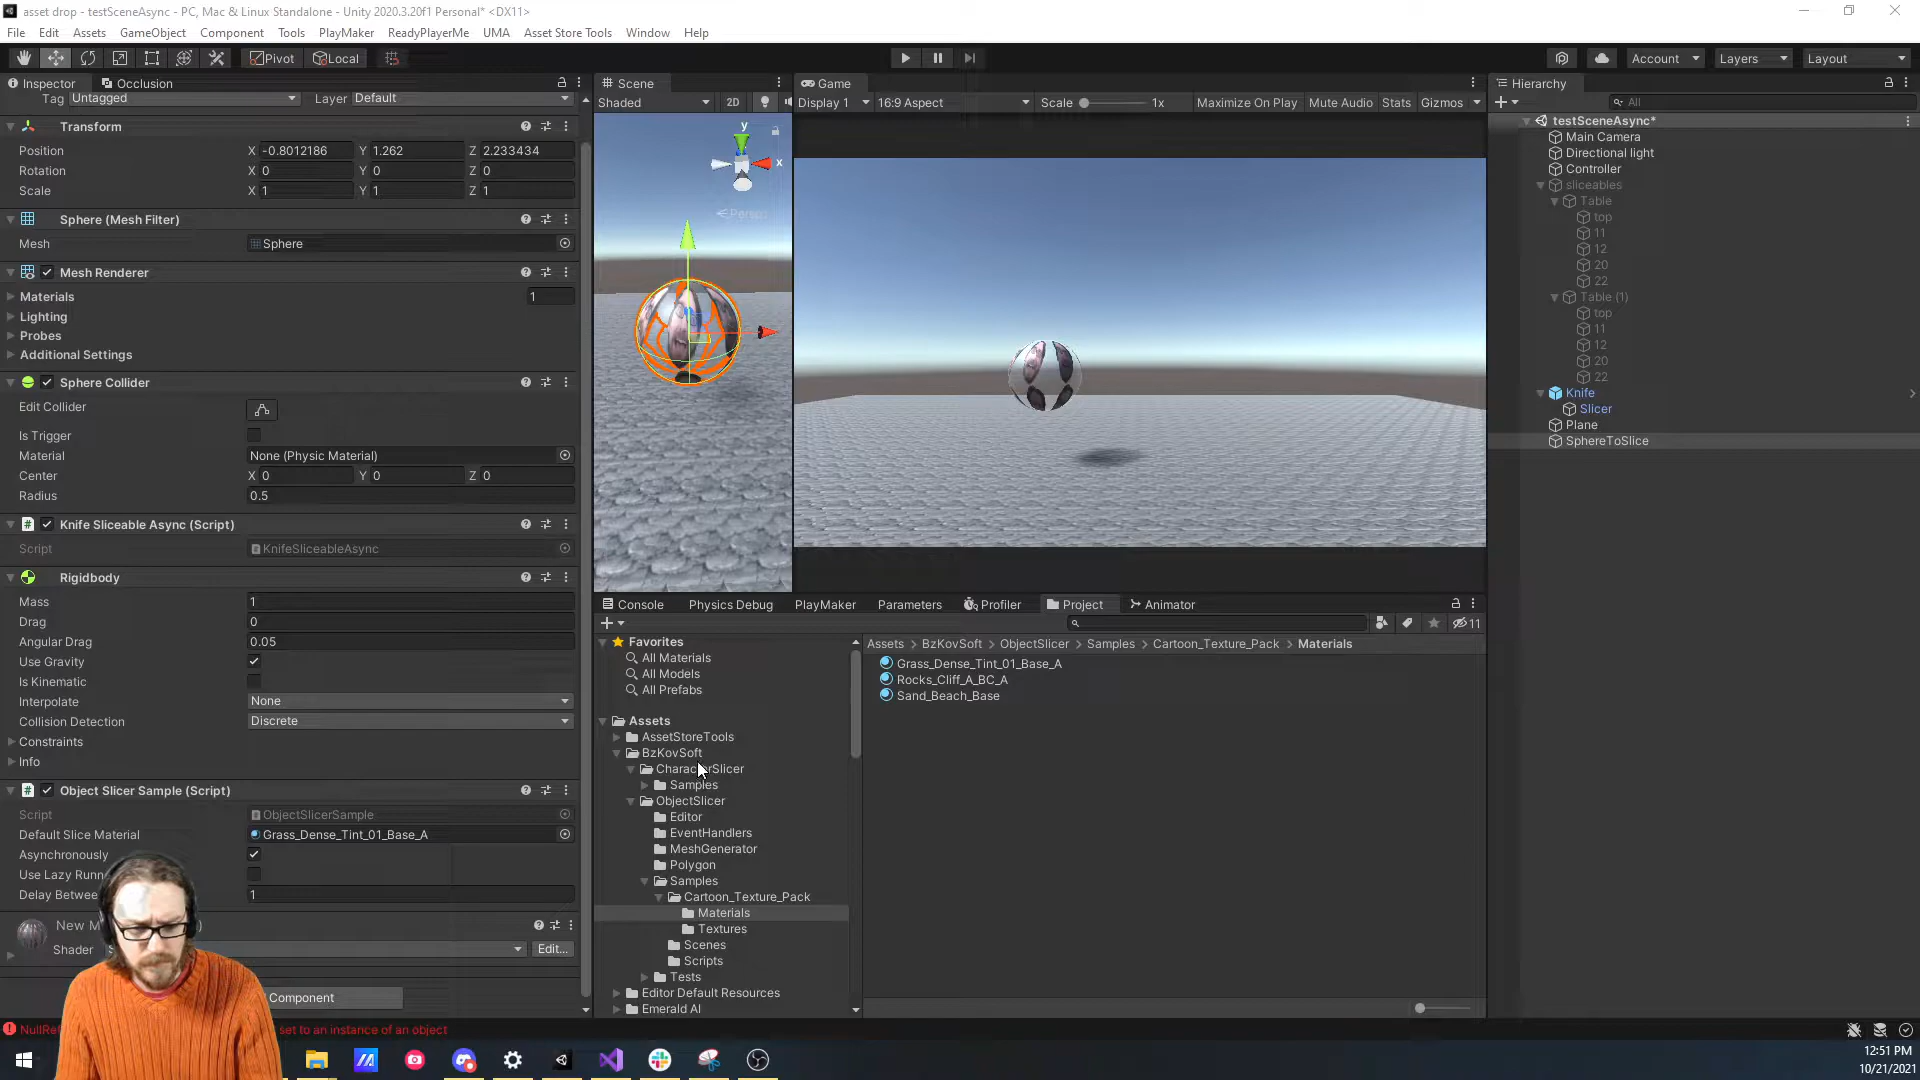 asset drop - testSceneAsync - PC, Mac & Linux Standalone - Unity 2020.3.20f1 Personal* <DX11>
File Edit Assets GameObject Component Tools PlayMaker ReadyPlayerMe UMA Asset Store Tools Window Help
Pivot Local Account Layers Layout
Inspector Occlusion
Tag Untagged Layer Default
Transform
Position X -0.8012186 Y 1.262 Z 2.233434
Rotation X 0 Y 0 Z 0
Scale X 1 Y 1 Z 1
Sphere (Mesh Filter)
Mesh Sphere
Mesh Renderer
Materials 1
Lighting
Probes
Additional Settings
Sphere Collider
Edit Collider
Is Trigger
Material None (Physic Material)
Center X 0 Y 0 Z 0
Radius 0.5
Knife Sliceable Async (Script)
Script KnifeSliceableAsync
Rigidbody
Mass 1
Drag 0
Angular Drag 0.05
Use Gravity
Is Kinematic
Interpolate None
Collision Detection Discrete
Constraints
Info
Object Slicer Sample (Script)
Script ObjectSlicerSample
Default Slice Material Grass_Dense_Tint_01_Base_A
Asynchronously
Use Lazy
Delay 1
New
Shader Edit...
Component
Scene
Shaded 2D
y
x
Persp
Game
Display 1 16:9 Aspect Scale 1x Maximize On Play Mute Audio Stats Gizmos
Console Physics Debug PlayMaker Parameters Profiler Project Animator
11
Favorites
All Materials
All Models
All Prefabs
Assets
AssetStoreTools
BzKovSoft
CharacterSlicer
Samples
ObjectSlicer
Editor
EventHandlers
MeshGenerator
Polygon
Samples
Cartoon_Texture_Pack
Materials
Textures
Scenes
Scripts
Tests
Editor Default Resources
Emerald AI
Assets > BzKovSoft > ObjectSlicer > Samples > Cartoon_Texture_Pack > Materials
Grass_Dense_Tint_01_Base_A
Rocks_Cliff_A_BC_A
Sand_Beach_Base
Hierarchy
All
testSceneAsync*
Main Camera
Directional light
Controller
sliceables
Table
top
11
12
20
22
Table (1)
top
11
12
20
22
Knife
Slicer
Plane
SphereToSlice
set to an instance of an object
12:51 PM
10/21/2021